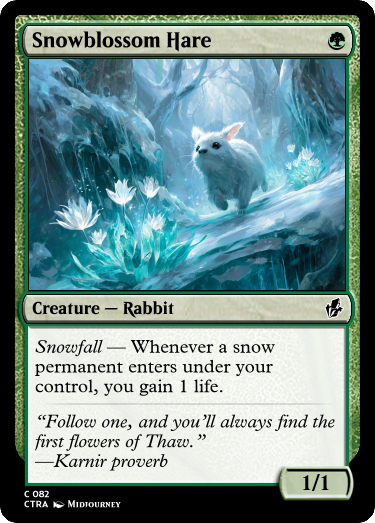 Snowblossom Hare
Creature — Rabbit
Snowfall — Whenever a snow
permanent enters under your
control, you gain 1 life.
“Follow one, and you’ll always find the
first flowers of Thaw.”
—Karnir proverb
1/1
C 082
CTRA Midjourney